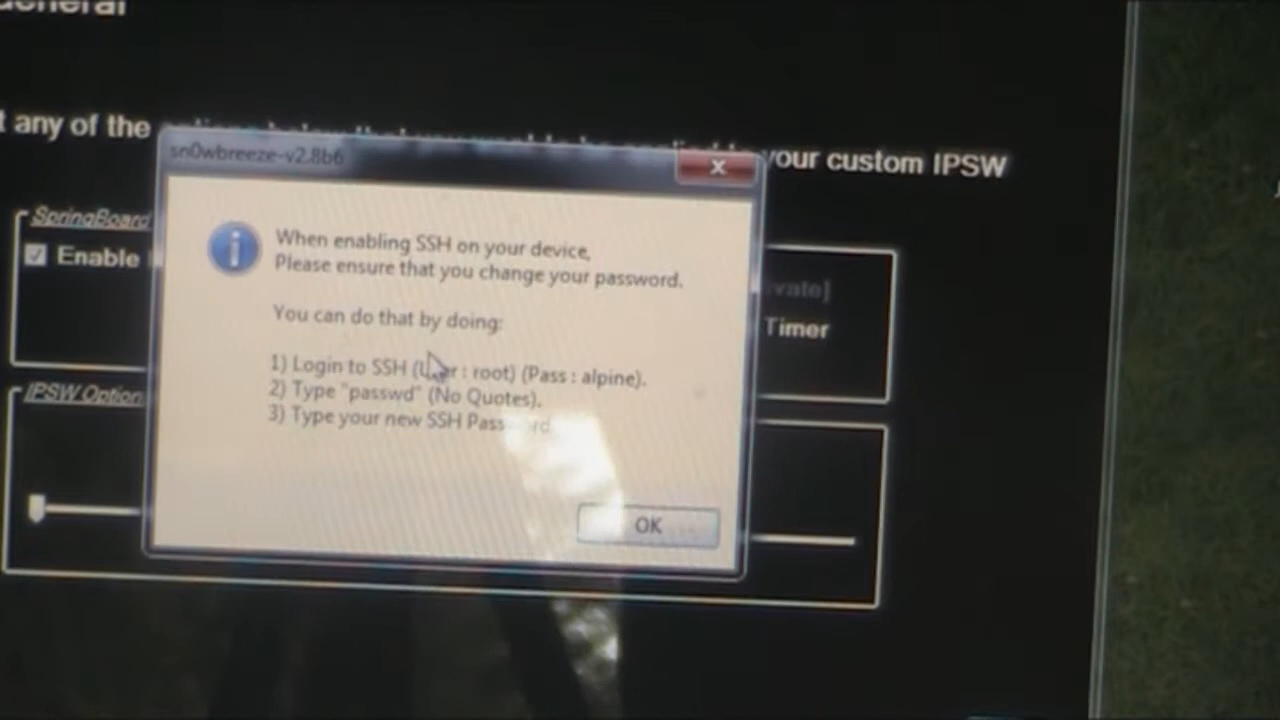 General
t any of the
your custom IPSW
sn0wbreeze-v2.8b6
SpringBoard
Enable
vate]
Timer
IPSW Option
When enabling SSH on your device,
Please ensure that you change your password.
You can do that by doing:
1) Login to SSH (User : root) (Pass : alpine).
2) Type "passwd" (No Quotes).
3) Type your new SSH Password
OK